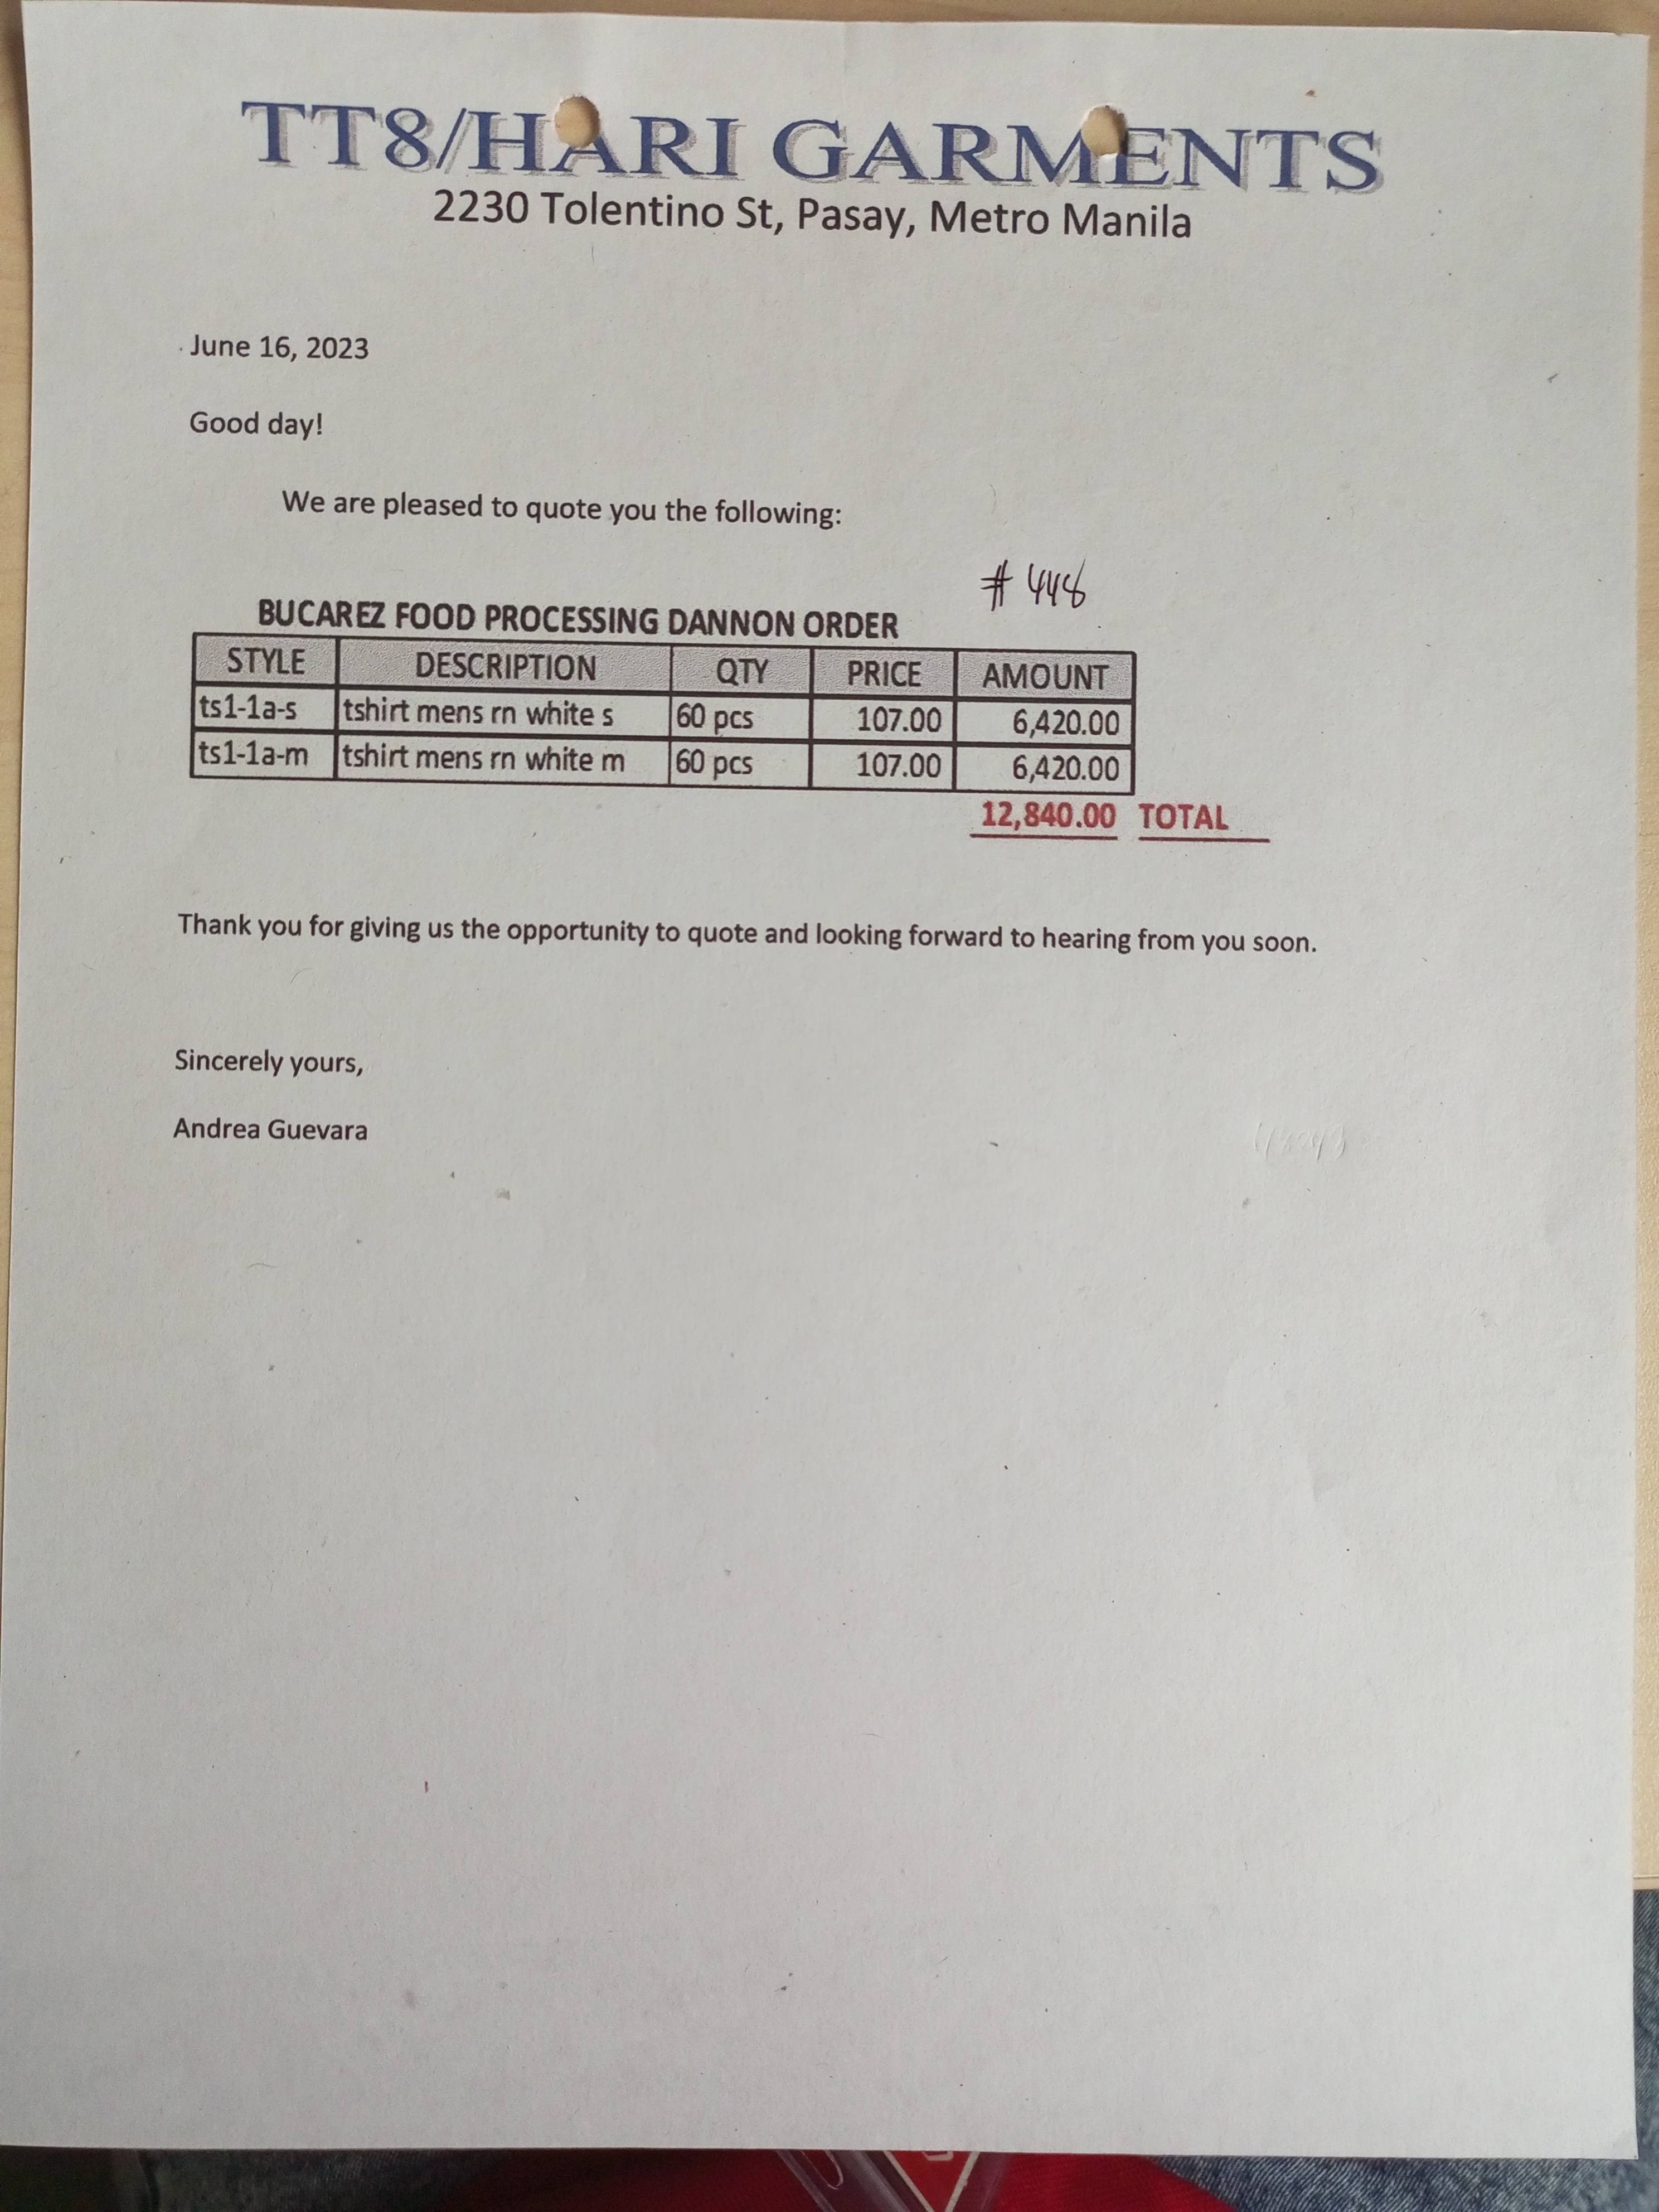 TT8/HARI GARMENTS
2230 Tolentino St, Pasay, Metro Manila
June 16, 2023
Good day!
We are pleased to quote you the following:
# 448
BUCAREZ FOOD PROCESSING DANNON ORDER
STYLE DESCRIPTION QTY PRICE AMOUNT
ts1-1a-s tshirt mens rn white s 60 pcs 107.00 6,420.00
ts1-1a-m tshirt mens rn white m 60 pcs 107.00 6,420.00
12,840.00 TOTAL
Thank you for giving us the opportunity to quote and looking forward to hearing from you soon.
Sincerely yours,
Andrea Guevara